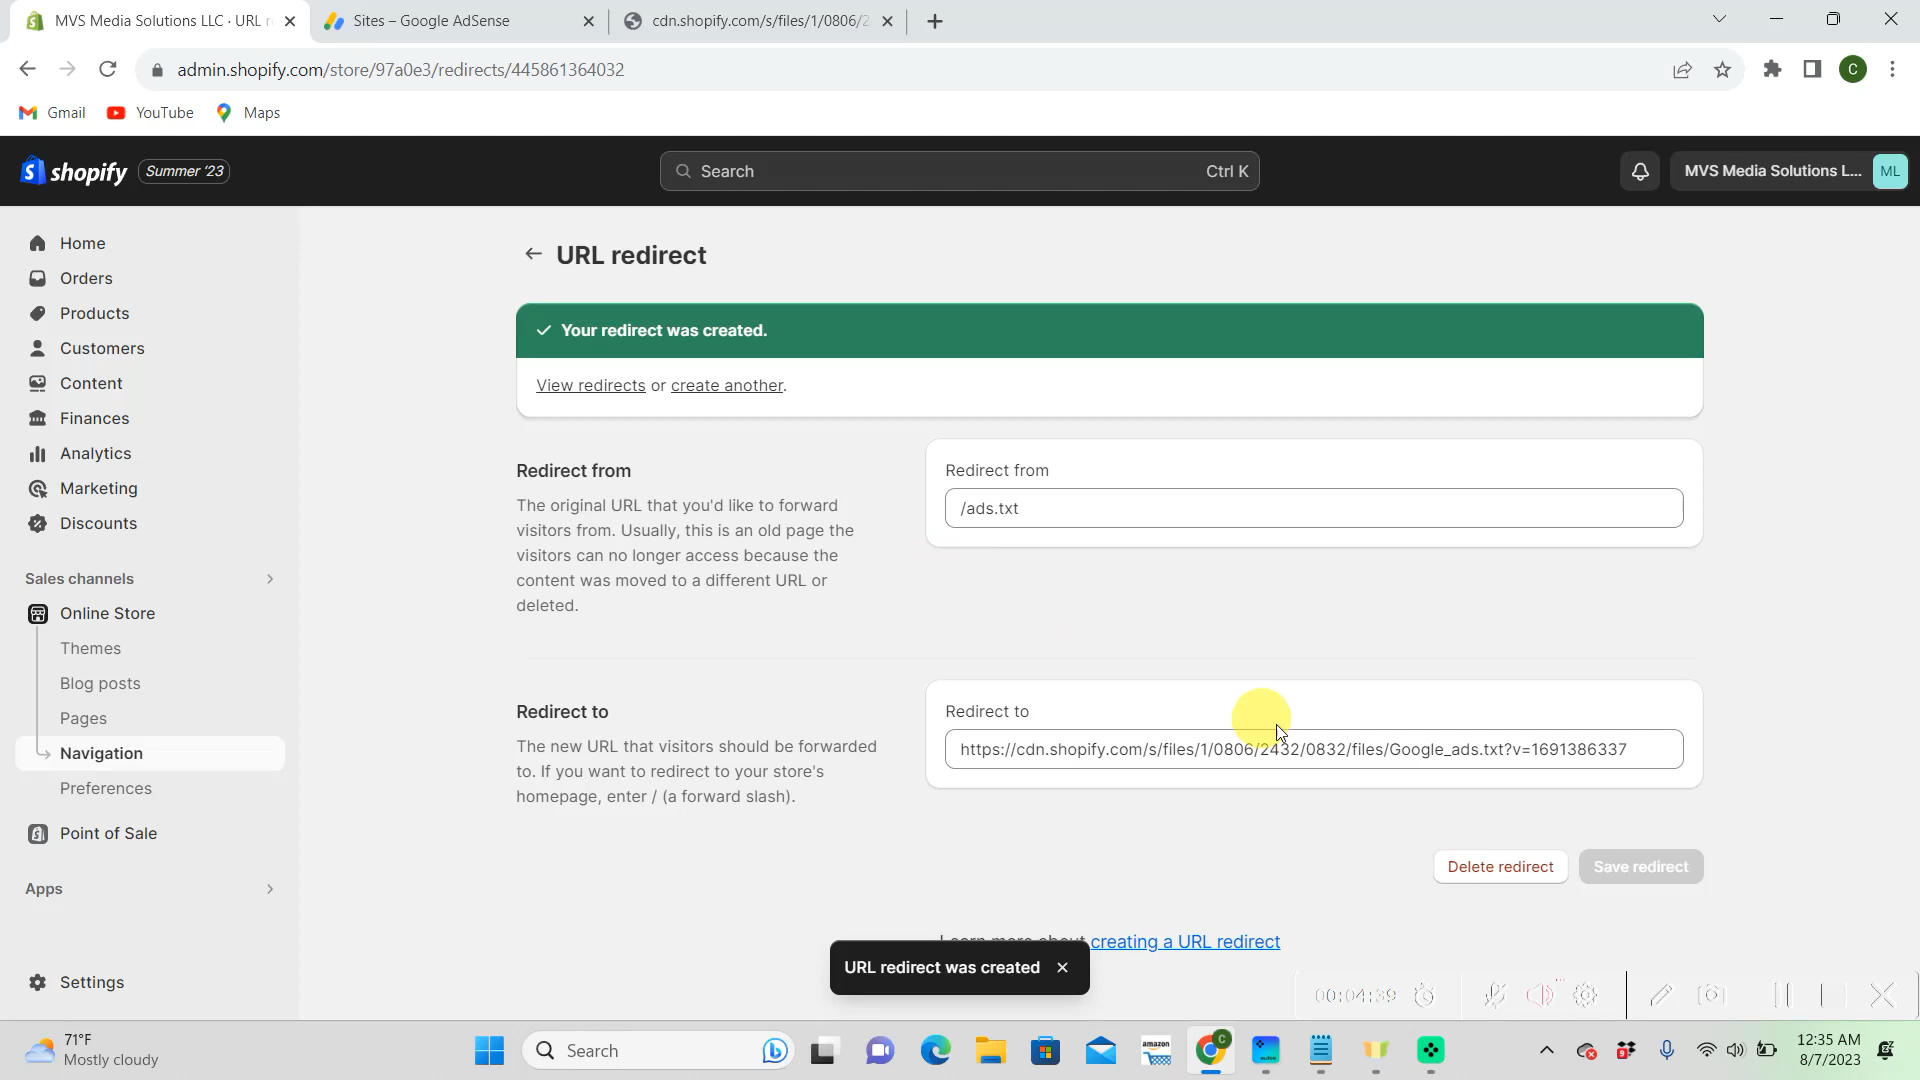 MVS Media Solutions LLC · URL r
Sites – Google AdSense
cdn.shopify.com/s/files/1/0806/2
admin.shopify.com/store/97a0e3/redirects/445861364032
C
Gmail
YouTube
Maps
shopify
Summer '23
Search
Ctrl K
MVS Media Solutions L...
ML
Home
Orders
Products
Customers
Content
Finances
Analytics
Marketing
Discounts
Sales channels
Online Store
Themes
Blog posts
Pages
Navigation
Preferences
Point of Sale
Apps
Settings
URL redirect
Your redirect was created.
View redirects or create another.
Redirect from
The original URL that you'd like to forward
visitors from. Usually, this is an old page the
visitors can no longer access because the
content was moved to a different URL or
deleted.
Redirect from
/ads.txt
Redirect to
The new URL that visitors should be forwarded
to. If you want to redirect to your store's
homepage, enter / (a forward slash).
Redirect to
https://cdn.shopify.com/s/files/1/0806/2432/0832/files/Google_ads.txt?v=1691386337
Delete redirect
Save redirect
Learn more about creating a URL redirect
URL redirect was created
00:04:39
71°F
Mostly cloudy
Search
amazon
C
9
12:35 AM
8/7/2023